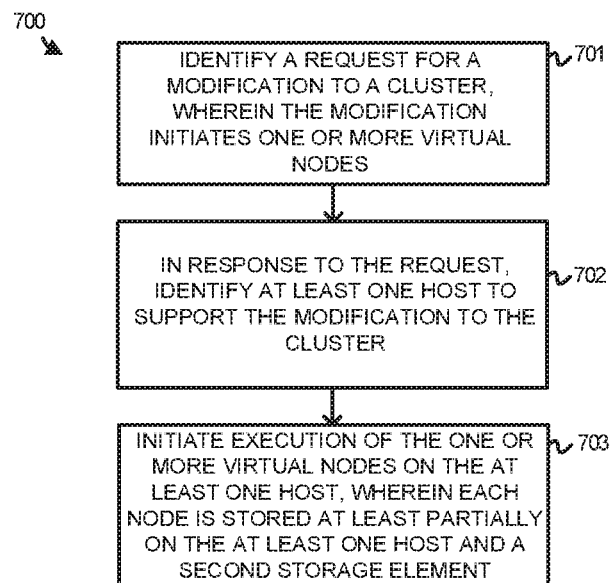 700
701
IDENTIFY A REQUEST FOR A
MODIFICATION TO A CLUSTER,
WHEREIN THE MODIFICATION
INITIATES ONE OR MORE VIRTUAL
NODES
702
IN RESPONSE TO THE REQUEST,
IDENTIFY AT LEAST ONE HOST TO
SUPPORT THE MODIFICATION TO THE
CLUSTER
703
INITIATE EXECUTION OF THE ONE OR
MORE VIRTUAL NODES ON THE AT
LEAST ONE HOST, WHEREIN EACH
NODE IS STORED AT LEAST PARTIALLY
ON THE AT LEAST ONE HOST AND A
SECOND STORAGE ELEMENT